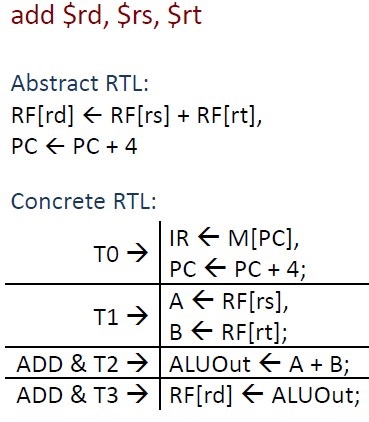 add $rd, $rs, $rt
Abstract RTL:
RF[rd] ← RF[rs] + RF[rt],
PC ← PC + 4
Concrete RTL:
T0 → IR ← M[PC],
PC ← PC + 4;
T1 → A ← RF[rs],
B ← RF[rt];
ADD & T2 → ALUOut ← A + B;
ADD & T3 → RF[rd] ← ALUOut;